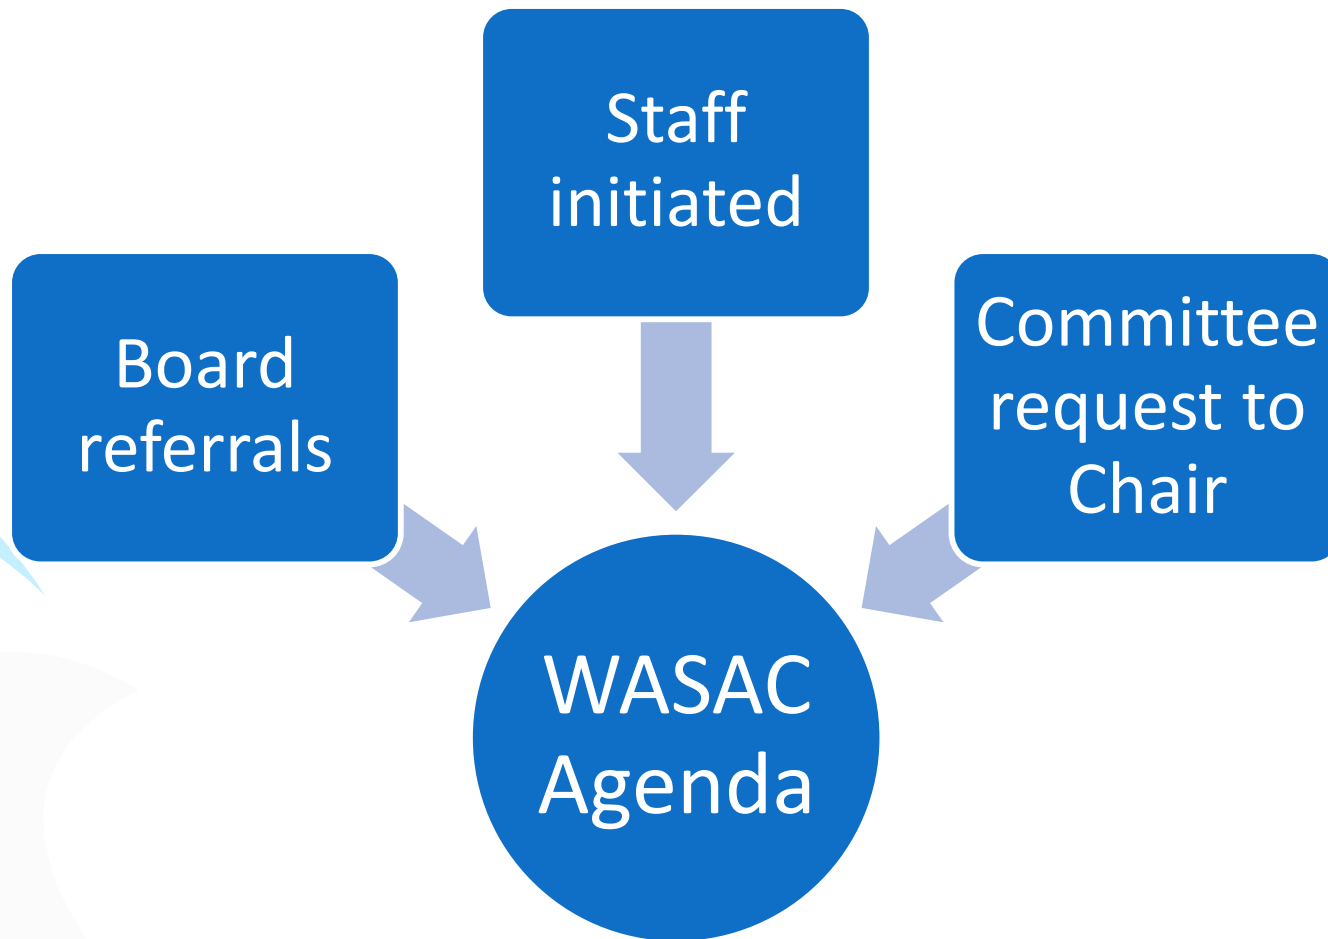 Staff
initiated
Board
referrals
Committee
request to
Chair
WASAC
Agenda